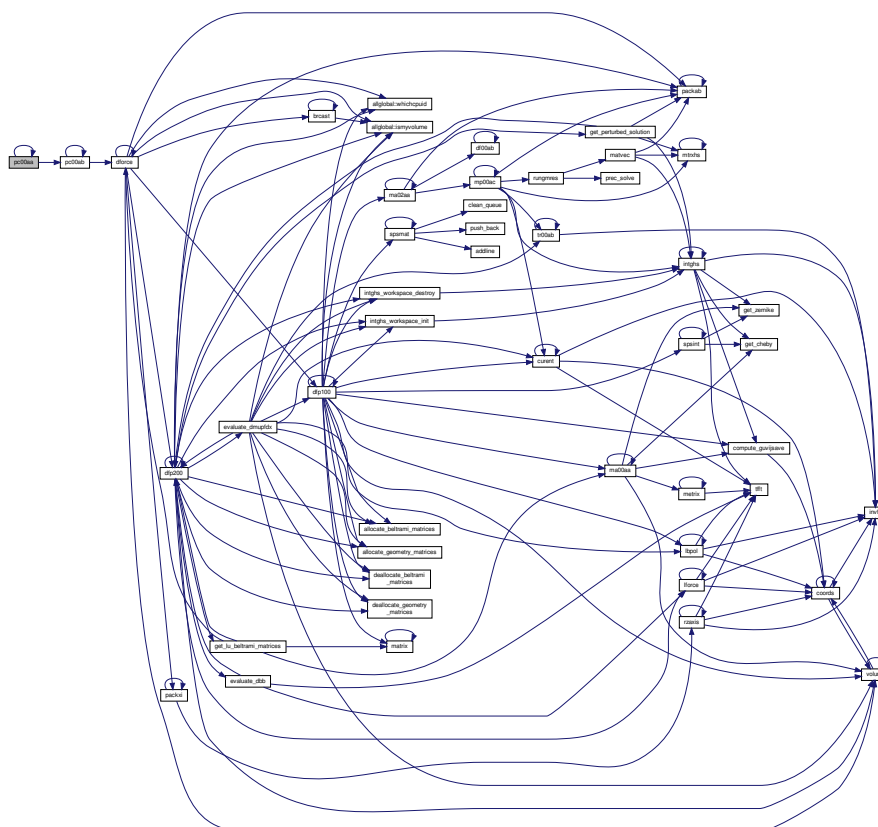 pc00aa
pc00ab
dforce
brcast
allglobal::whichcpuid
allglobal::ismyvolume
packab
get_perturbed_solution
df00ab
mtrxhs
matvec
mp00ac
rungmres
prec_solve
ma02aa
clean_queue
push_back
spsmat
addline
tr00ab
intghs
intghs_workspace_destroy
intghs_workspace_init
get_zernike
spsint
get_cheby
curent
dfp100
evaluate_dmupfdx
compute_guvijsave
dfp200
ma00aa
metrix
tfft
allocate_beltrami_matrices
allocate_geometry_matrices
lbpol
deallocate_beltrami
_matrices
lforce
coords
deallocate_geometry
_matrices
rzaxis
get_lu_beltrami_matrices
matrix
evaluate_dbb
packxi